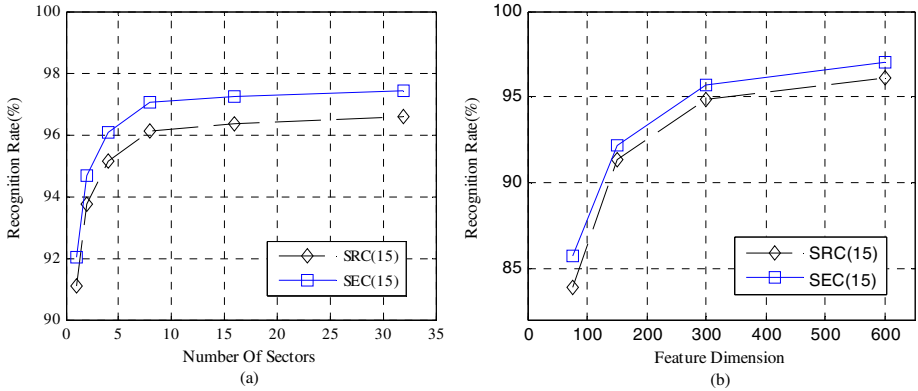 100
98
96
94
92
90
Recognition Rate(%)
0 5 10 15 20 25 30 35
Number Of Sectors
SRC(15)
SEC(15)
(a)
100
95
90
85
Recognition Rate(%)
0 100 200 300 400 500 600
Feature Dimension
SRC(15)
SEC(15)
(b)